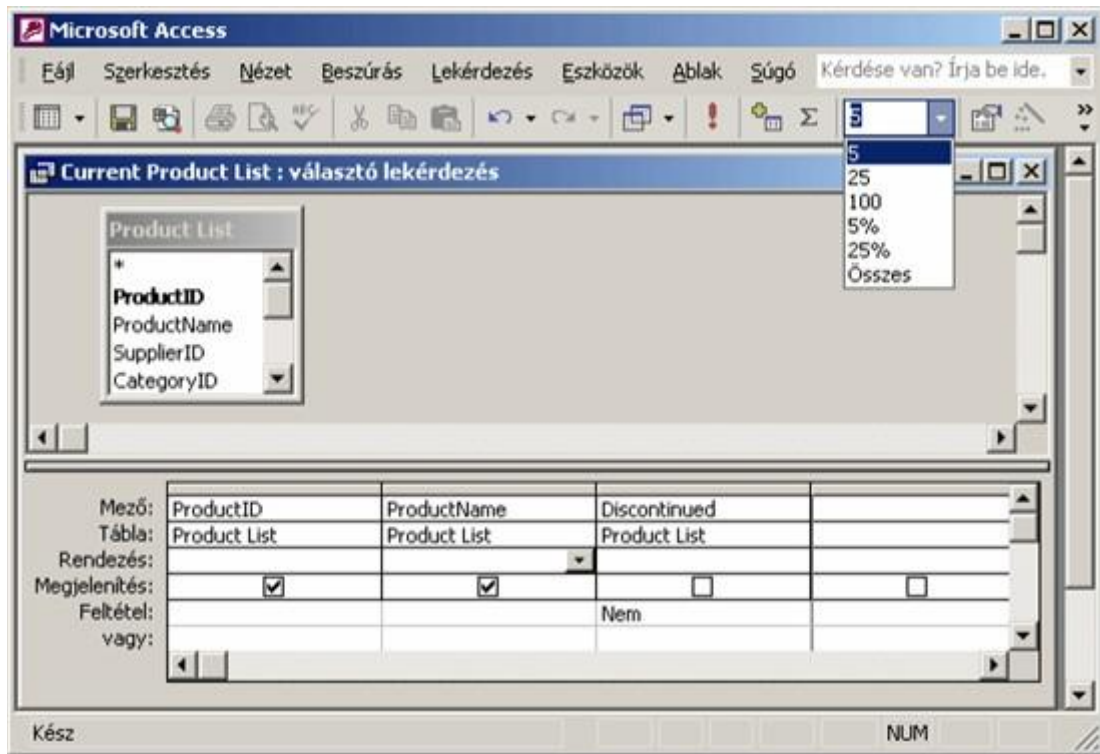 Microsoft Access
Fájl Szerkesztés Nézet Beszúrás Lekérdezés Eszközök Ablak Súgó Kérdése van? Írja be ide.
5
5
25
100
5%
25%
Összes
Current Product List : választó lekérdezés
Product List
*
ProductID
ProductName
SupplierID
CategoryID
Mező: ProductID ProductName Discontinued
Tábla: Product List Product List Product List
Rendezés:
Megjelenítés:
Feltétel: Nem
vagy:
Kész NUM